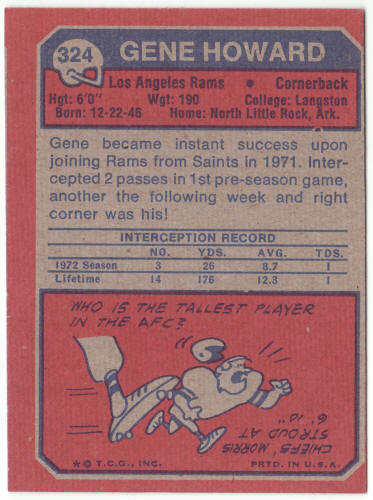 324 GENE HOWARD
Los Angeles Rams • Cornerback
Hgt: 6'0" Wgt: 190 College: Langston
Born: 12-22-46 Home: North Little Rock, Ark.
Gene became instant success upon
joining Rams from Saints in 1971. Inter-
cepted 2 passes in 1st pre-season game,
another the following week and right
corner was his!
INTERCEPTION RECORD
NO. YDS. AVG. TDS.
1972 Season 3 26 8.7 1
Lifetime 14 176 12.3 1
WHO IS THE TALLEST PLAYER
IN THE AFC?
CHIEFS' MORRIS
STROUD AT
6' 10"
* © T.C.G., INC. PRTD. IN U.S.A.